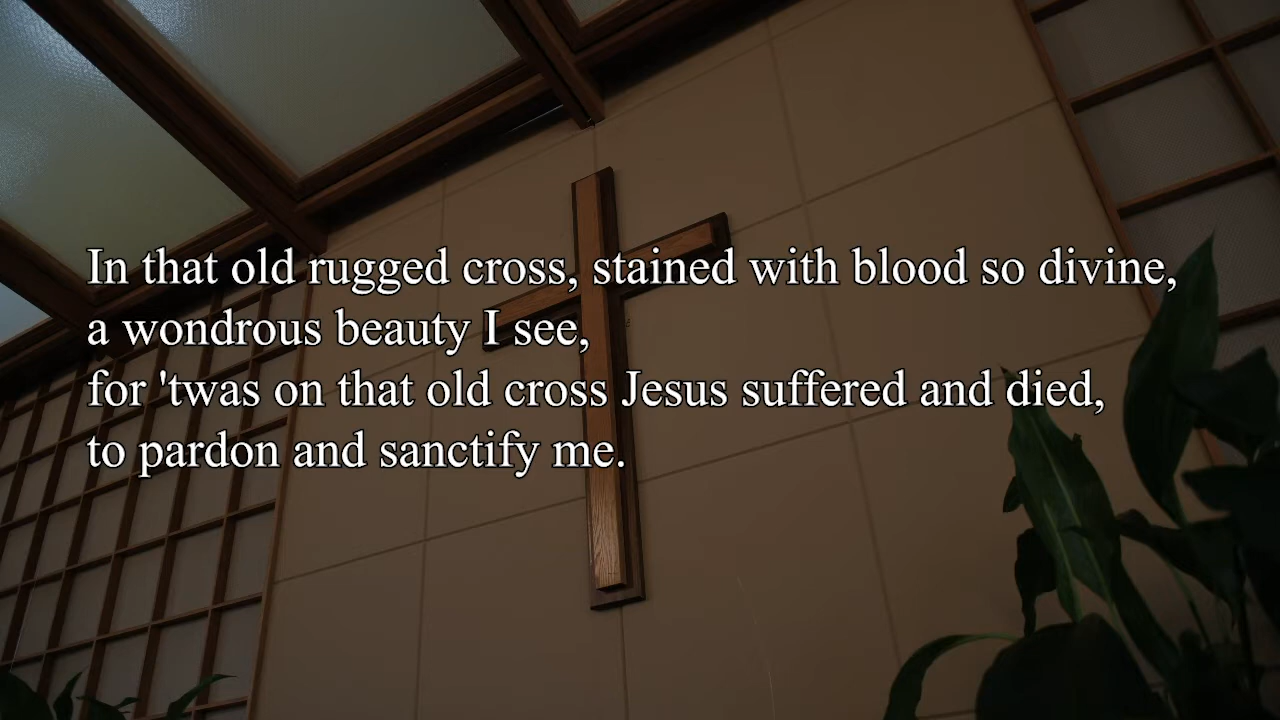 In that old rugged cross, stained with blood so divine,
a wondrous beauty I see,
for 'twas on that old cross Jesus suffered and died,
to pardon and sanctify me.